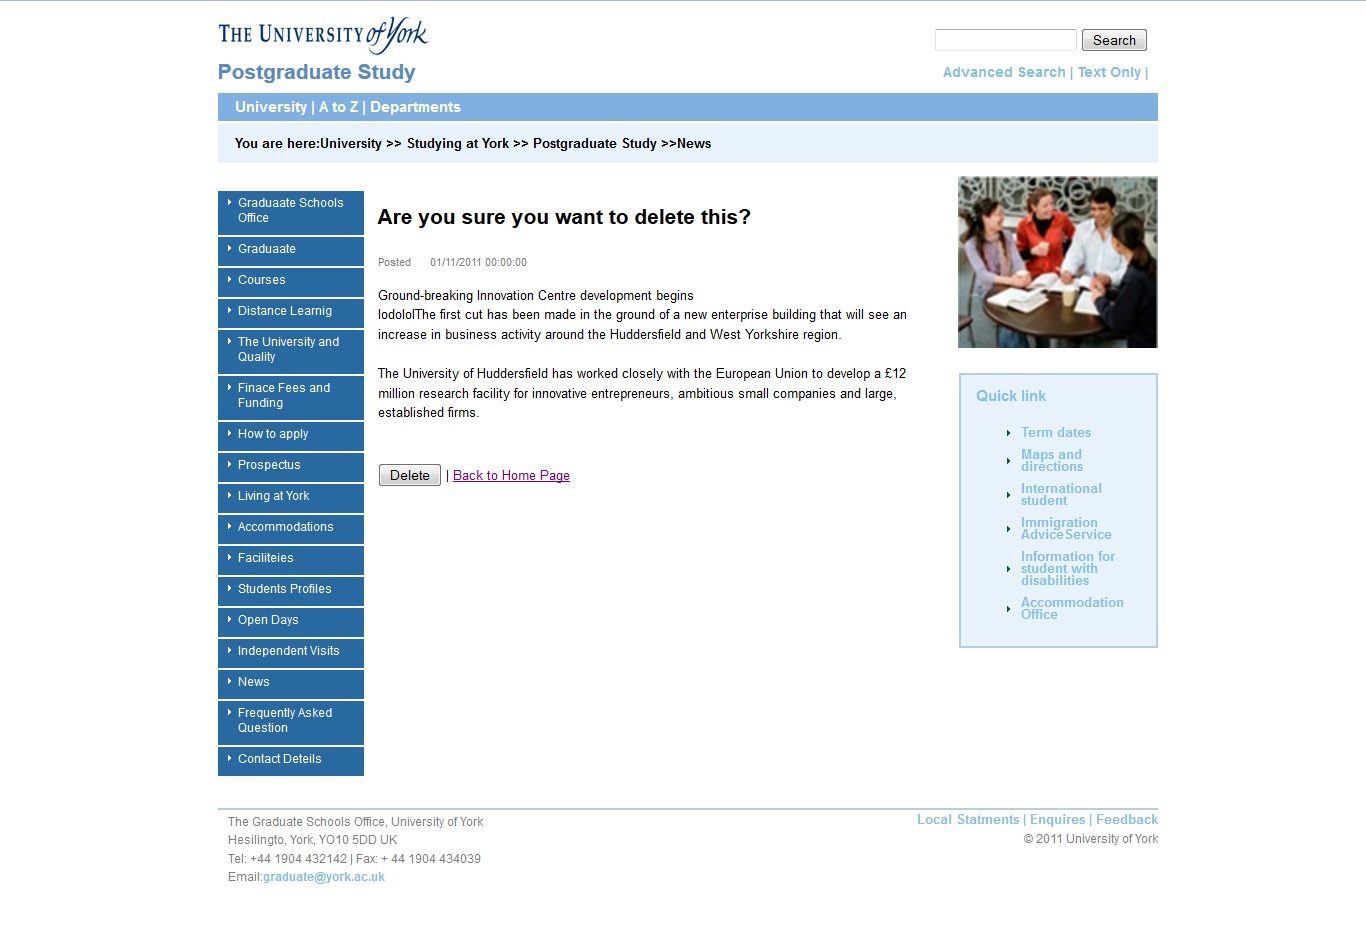 THE UNIVERSITY of York
Search
Postgraduate Study
Advanced Search | Text Only |
University | A to Z | Departments
You are here:University >> Studying at York >> Postgraduate Study >>News
Graduaate Schools
Office
Graduaate
Courses
Distance Learnig
The University and
Quality
Finace Fees and
Funding
How to apply
Prospectus
Living at York
Accommodations
Faciliteies
Students Profiles
Open Days
Independent Visits
News
Frequently Asked
Question
Contact Deteils
Are you sure you want to delete this?
Posted 01/11/2011 00:00:00
Ground-breaking Innovation Centre development begins
lodololThe first cut has been made in the ground of a new enterprise building that will see an
increase in business activity around the Huddersfield and West Yorkshire region.
The University of Huddersfield has worked closely with the European Union to develop a £12
million research facility for innovative entrepreneurs, ambitious small companies and large,
established firms.
Delete | Back to Home Page
Quick link
Term dates
Maps and
directions
International
student
Immigration
AdviceService
Information for
student with
disabilities
Accommodation
Office
The Graduate Schools Office, University of York
Hesilingto, York, YO10 5DD UK
Tel: +44 1904 432142 | Fax: + 44 1904 434039
Email:graduate@york.ac.uk
Local Statments | Enquires | Feedback
© 2011 University of York